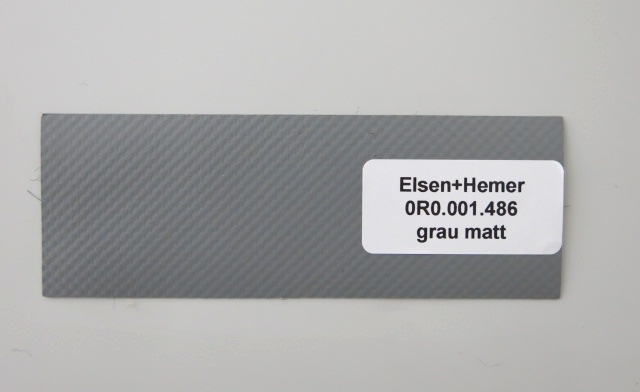 Elsen+Hemer
0R0.001.486
grau matt